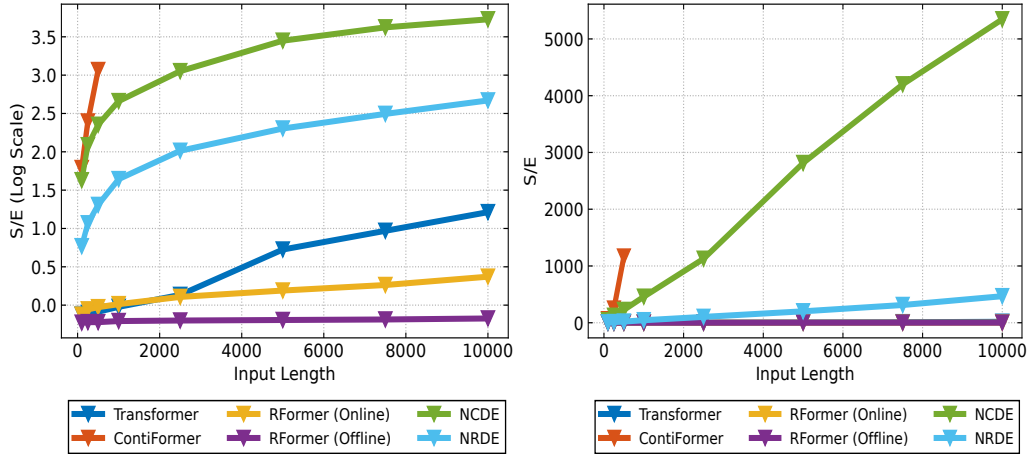 3.5
3.0
2.5
2.0
1.5
1.0
0.5
0.0
S/E (Log Scale)
0 2000 4000 6000 8000 10000
Input Length
Transformer RFormer (Online) NCDE
ContiFormer RFormer (Offline) NRDE
5000
4000
3000
2000
1000
0
S/E
0 2000 4000 6000 8000 10000
Input Length
Transformer RFormer (Online) NCDE
ContiFormer RFormer (Offline) NRDE